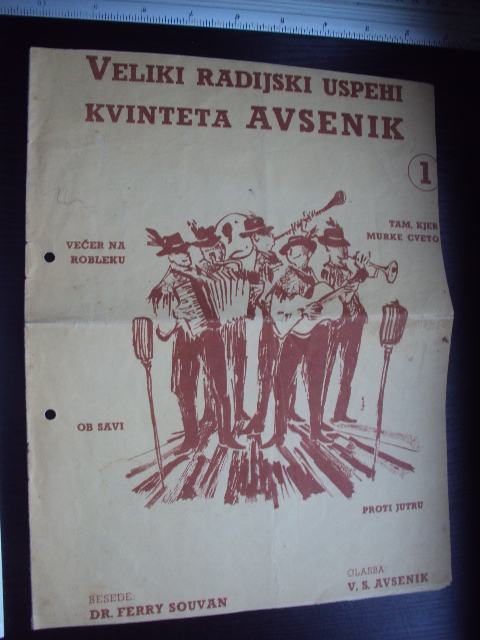 VELIKI RADIJSKI USPEHI
KVINTETA AVSENIK
1
VEČER NA
ROBLEKU
TAM, KJER
MURKE CVETO
OB SAVI
PROTI JUTRU
BESEDE:
DR. FERRY SOUVAN
GLASBA:
V. S. AVSENIK